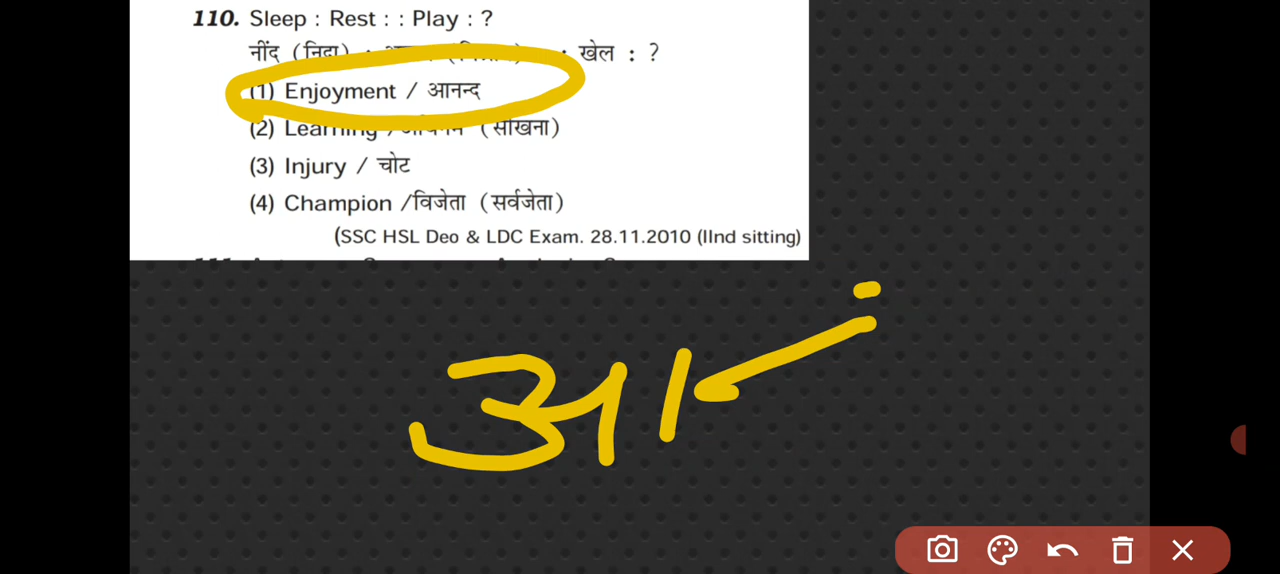 110. Sleep : Rest : : Play : ?
नींद (निद्रा) : : खेल : ?
(1) Enjoyment / आनन्द
(2) Learning / (सीखना)
(3) Injury / चोट
(4) Champion /विजेता (सर्वजेता)
(SSC HSL Deo & LDC Exam. 28.11.2010 (IInd sitting)